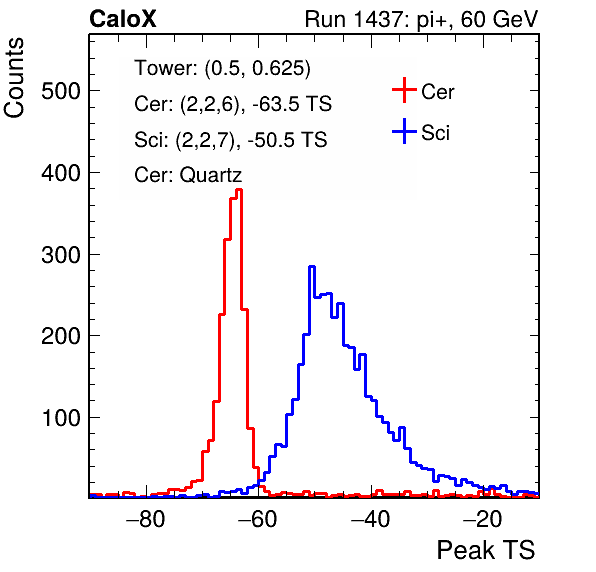 CaloX Run 1437: pi+, 60 GeV
Counts
Tower: (0.5, 0.625)
Cer: (2,2,6), -63.5 TS
Sci: (2,2,7), -50.5 TS
Cer: Quartz
Cer
Sci
500
400
300
200
100
−80 −60 −40 −20
Peak TS